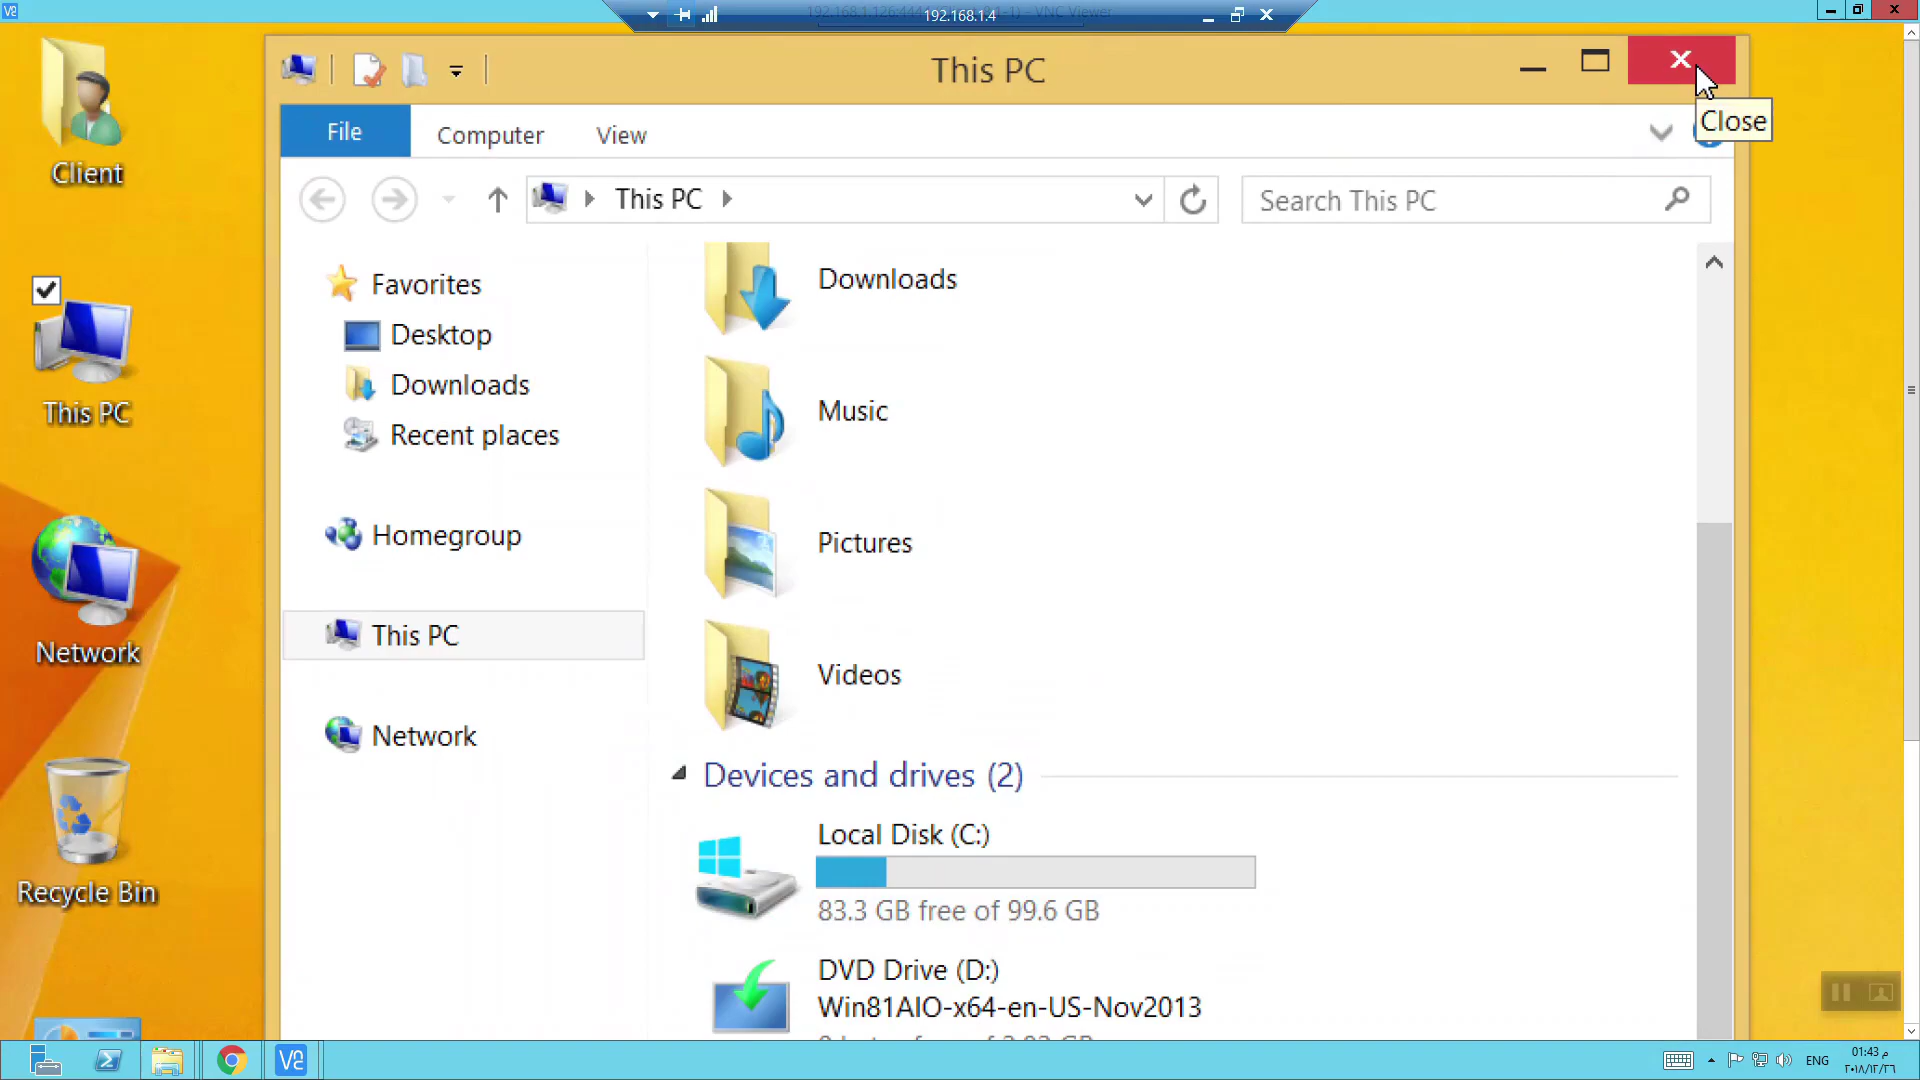 192.168.1.4
This PC
Close
File
Computer
View
This PC
Search This PC
Client
This PC
Network
Recycle Bin
Favorites
Desktop
Downloads
Recent places
Homegroup
This PC
Network
Downloads
Music
Pictures
Videos
Devices and drives (2)
Local Disk (C:)
83.3 GB free of 99.6 GB
DVD Drive (D:)
Win81AIO-x64-en-US-Nov2013
ENG
01:43 م
٢٠١٨/١٢/٢٦